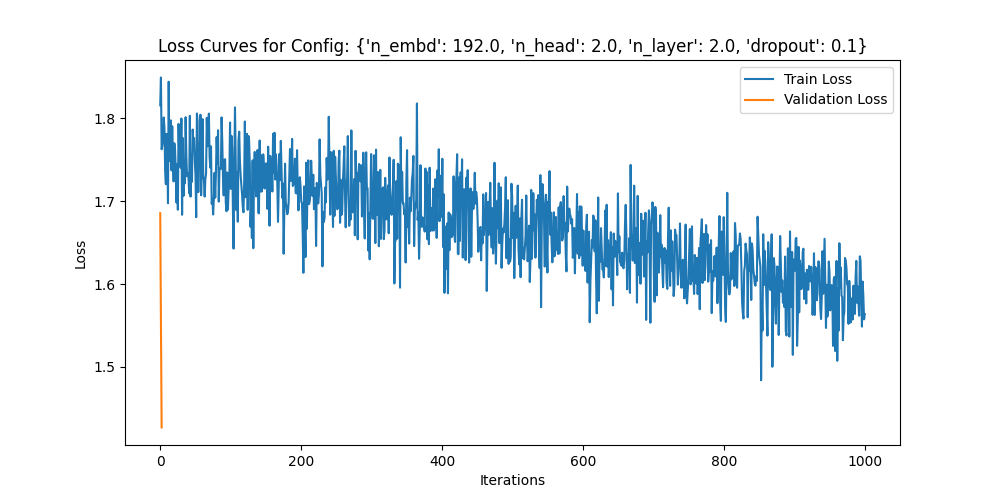 Loss Curves for Config: {'n_embd': 192.0, 'n_head': 2.0, 'n_layer': 2.0, 'dropout': 0.1}
Train Loss
Validation Loss
1.8
1.7
1.6
1.5
Loss
0 200 400 600 800 1000
Iterations